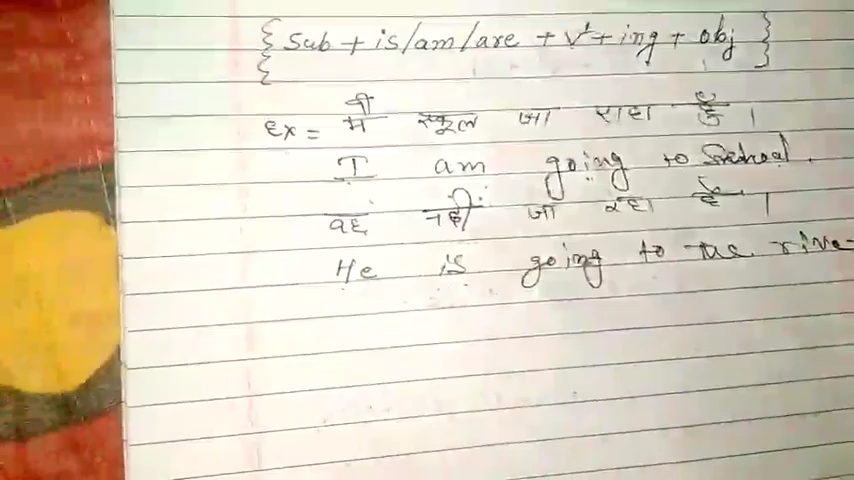 { Sub + is/am/are + V¹ + ing + obj }
Ex = मैं स्कूल जा राहा हूँ ।
I am going to School.
वह नदी जा रहा है ।
He is going to the